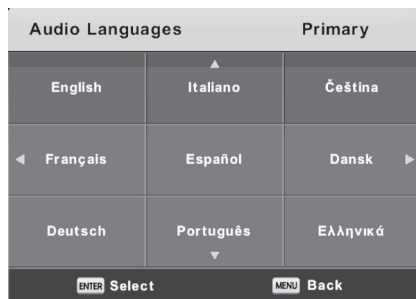 Audio Languages Primary
English Italiano Čeština
Français Español Dansk
Deutsch Português Ελληνικά
ENTER Select MENU Back